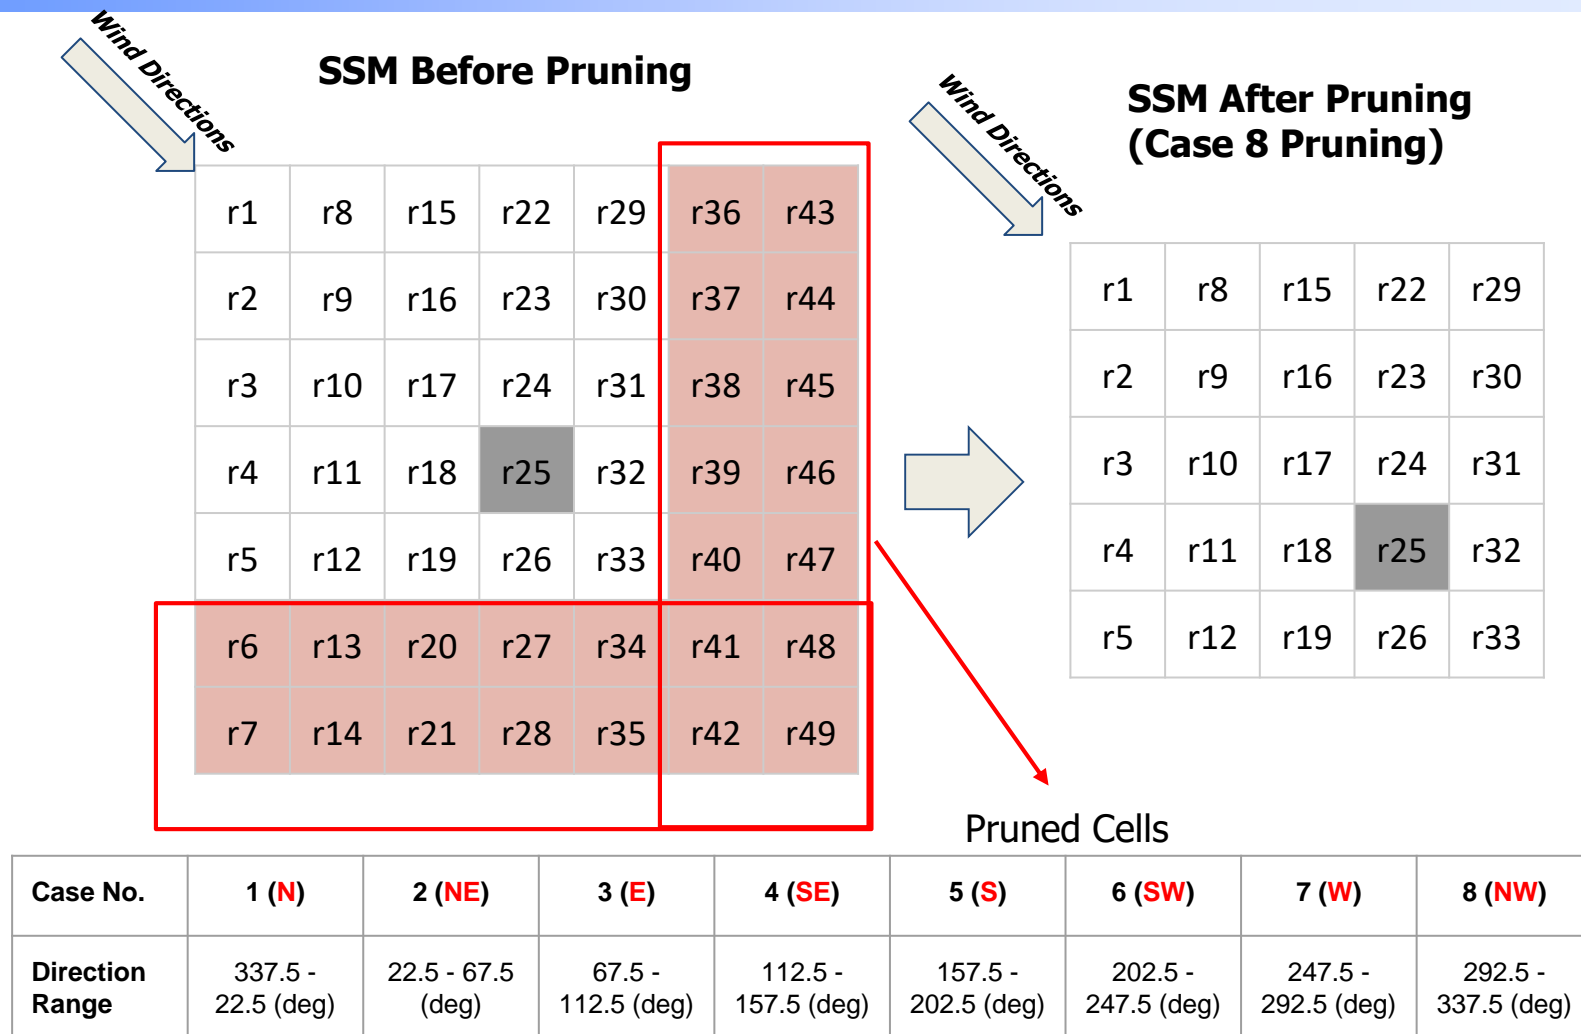 Wind Directions
SSM Before Pruning
Wind Directions
SSM After Pruning
(Case 8 Pruning)
r1 r8 r15 r22 r29 r36 r43
r2 r9 r16 r23 r30 r37 r44
r3 r10 r17 r24 r31 r38 r45
r4 r11 r18 r25 r32 r39 r46
r5 r12 r19 r26 r33 r40 r47
r6 r13 r20 r27 r34 r41 r48
r7 r14 r21 r28 r35 r42 r49
r1 r8 r15 r22 r29
r2 r9 r16 r23 r30
r3 r10 r17 r24 r31
r4 r11 r18 r25 r32
r5 r12 r19 r26 r33
Pruned Cells
Case No. 1 (N) 2 (NE) 3 (E) 4 (SE) 5 (S) 6 (SW) 7 (W) 8 (NW)
Direction 337.5 - 22.5 - 67.5 67.5 - 112.5 - 157.5 - 202.5 - 247.5 - 292.5 -
Range 22.5 (deg) (deg) 112.5 (deg) 157.5 (deg) 202.5 (deg) 247.5 (deg) 292.5 (deg) 337.5 (deg)